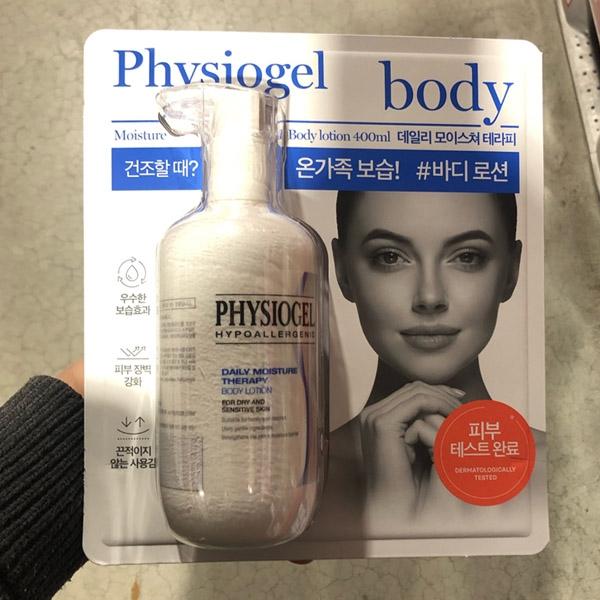 Physiogel body
Moisture Body lotion 400ml 데일리 모이스쳐 테라피
건조할 때? 온가족 보습! #바디 로션
우수한
보습효과
피부 장벽
강화
끈적이지
않는 사용감
PHYSIOGEL
HYPOALLERGENIC
DAILY MOISTURE
THERAPY
BODY LOTION
FOR DRY AND
SENSITIVE SKIN
피부
테스트 완료
DERMATOLOGICALLY
TESTED